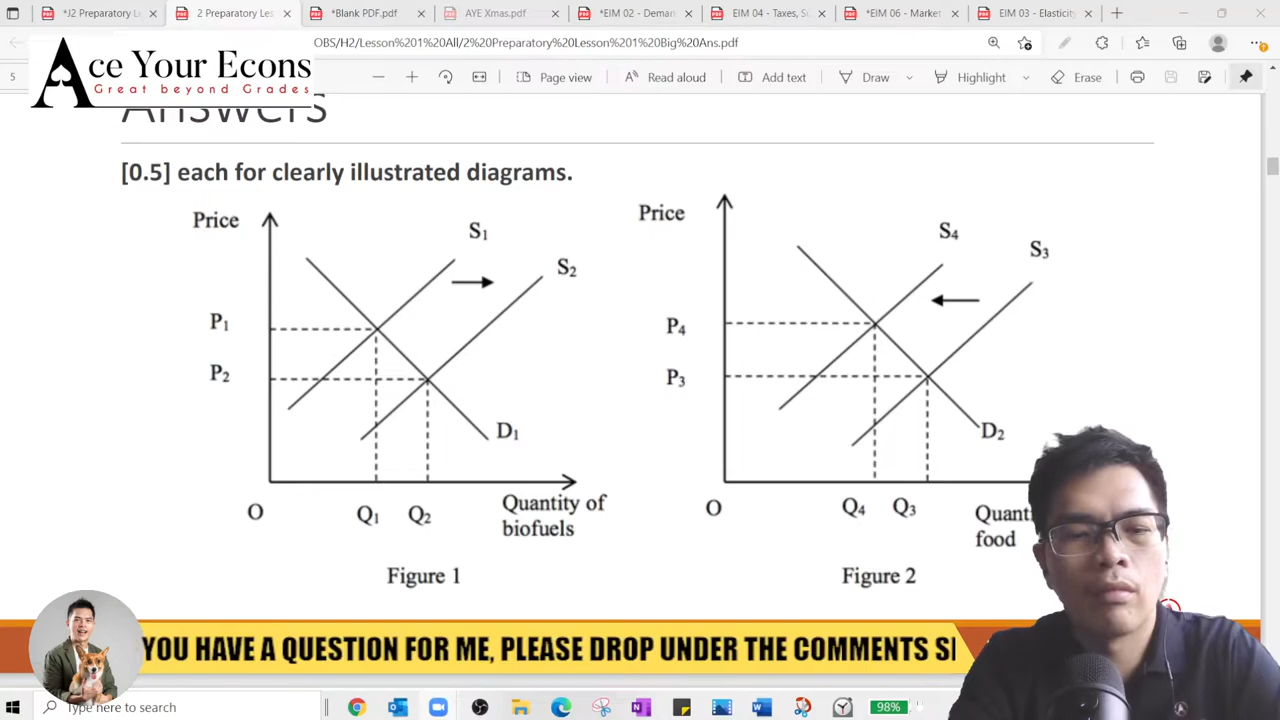 *J2 Preparatory L
2 Preparatory Les
*Blank PDF.pdf
AYE Xmas.pdf
*EIM 02 - Deman
EIM 04 - Taxes, Su
*EIM 06 - Market
EIM 03 - Elasticity
OBS/H2/Lesson%201%20All/2%20Preparatory%20Lesson%201%20Big%20Ans.pdf
Ace Your Econs
Great beyond Grades
5
Page view
Read aloud
Add text
Draw
Highlight
Erase
Answers
[0.5] each for clearly illustrated diagrams.
Price
S₁
S₂
P₁
P₂
D₁
O
Q₁
Q₂
Quantity of
biofuels
Figure 1
Price
S₄
S₃
P₄
P₃
D₂
O
Q₄
Q₃
Quanti
food
Figure 2
YOU HAVE A QUESTION FOR ME, PLEASE DROP UNDER THE COMMENTS SI
Type here to search
98%